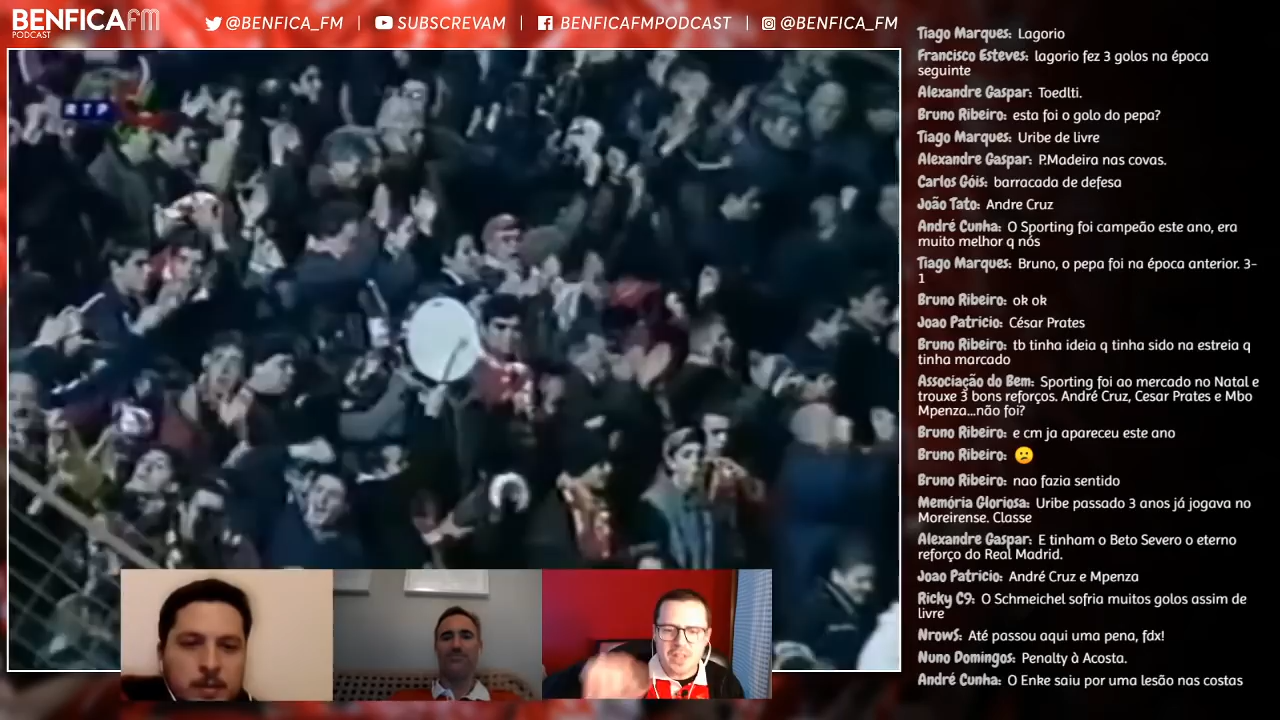 BENFICA FM
PODCAST
@BENFICA_FM | SUBSCREVAM | BENFICAFMPODCAST | @BENFICA_FM
RTP
Tiago Marques: Lagorio
Francisco Esteves: lagorio fez 3 golos na época
seguinte
Alexandre Gaspar: Toedlti.
Bruno Ribeiro: esta foi o golo do pepa?
Tiago Marques: Uribe de livre
Alexandre Gaspar: P.Madeira nas covas.
Carlos Góis: barracada de defesa
João Tato: Andre Cruz
André Cunha: O Sporting foi campeão este ano, era
muito melhor q nós
Tiago Marques: Bruno, o pepa foi na época anterior. 3-
1
Bruno Ribeiro: ok ok
Joao Patricio: César Prates
Bruno Ribeiro: tb tinha ideia q tinha sido na estreia q
tinha marcado
Associação do Bem: Sporting foi ao mercado no Natal e
trouxe 3 bons reforços. André Cruz, Cesar Prates e Mbo
Mpenza...não foi?
Bruno Ribeiro: e cm ja apareceu este ano
Bruno Ribeiro: 😕
Bruno Ribeiro: nao fazia sentido
Memória Gloriosa: Uribe passado 3 anos já jogava no
Moreirense. Classe
Alexandre Gaspar: E tinham o Beto Severo o eterno
reforço do Real Madrid.
Joao Patricio: André Cruz e Mpenza
Ricky C9: O Schmeichel sofria muitos golos assim de
livre
NrowS: Até passou aqui uma pena, fdx!
Nuno Domingos: Penalty à Acosta.
André Cunha: O Enke saiu por uma lesão nas costas